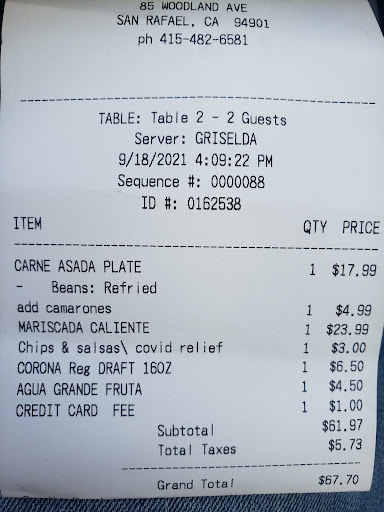 85 WOODLAND AVE
SAN RAFAEL, CA 94901
ph 415-482-6581
TABLE: Table 2 - 2 Guests
Server: GRISELDA
9/18/2021 4:09:22 PM
Sequence #: 0000088
ID #: 0162538
ITEM QTY PRICE
CARNE ASADA PLATE 1 $17.99
- Beans: Refried
add camarones 1 $4.99
MARISCADA CALIENTE 1 $23.99
Chips & salsas\ covid relief 1 $3.00
CORONA Reg DRAFT 16OZ 1 $6.50
AGUA GRANDE FRUTA 1 $4.50
CREDIT CARD FEE 1 $1.00
Subtotal $61.97
Total Taxes $5.73
Grand Total $67.70